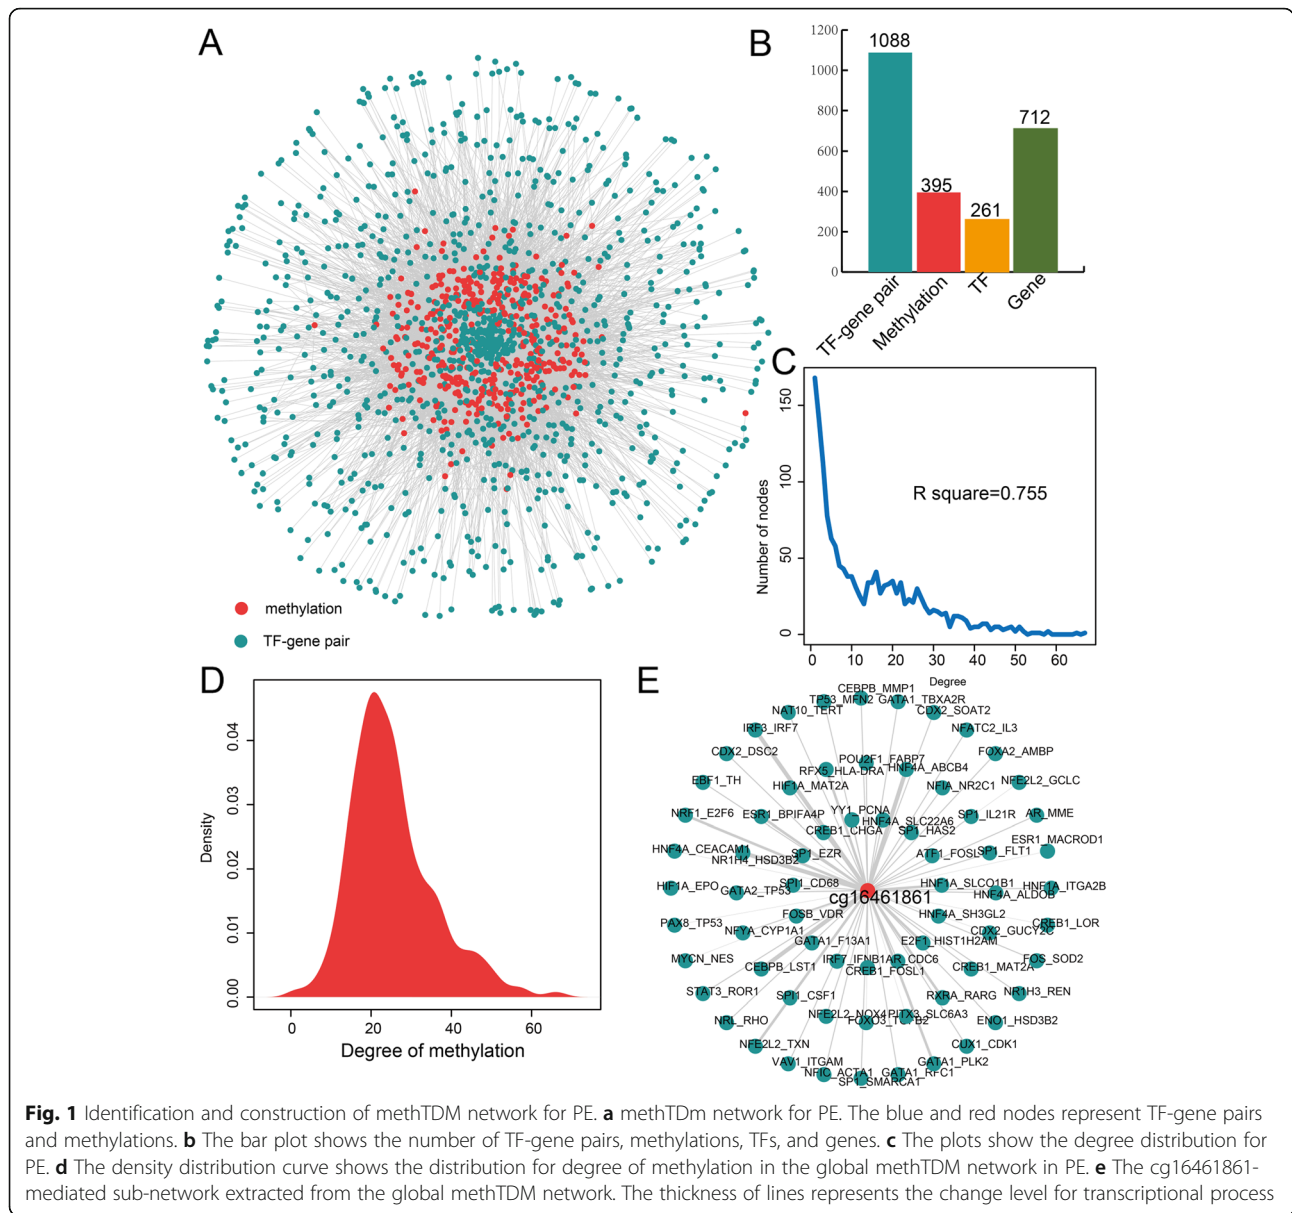 A
methylation
TF-gene pair
B
1200
1000
800
600
400
200
0
1088
395
261
712
TF-gene pair
Methylation
TF
Gene
C
Number of nodes
150
100
50
0
R square=0.755
0 10 20 30 40 50 60
Degree
D
Density
0.04
0.03
0.02
0.01
0.00
0 20 40 60
Degree of methylation
E
CEBPB_MMP1
TP53_MFN2 GATA1_TBXA2R
NAT10_TERT CDX2_SOAT2
IRF3_IRF7 NFATC2_IL3
CDX2_DSC2 POU2F1_FABP7 FOXA2_AMBP
RFX5_HLA-DRA HNF4A_ABCB4
EBF1_TH HIF1A_MAT2A NFIA_NR2C1 NFE2L2_GCLC
NRF1_E2F6 ESR1_BPIFA4P YY1_PCNA SP1_IL21R AR_MME
HNF4A_SLC22A6
CREB1_CHGA SP1_HAS2
ESR1_MACROD1
HNF4A_CEACAM1 SP1_EZR ATF1_FOSL1 SP1_FLT1
NR1H4_HSD3B2
HIF1A_EPO GATA2_TP53 SPI1_CD68 HNF1A_SLCO1B1 HNF1A_ITGA2B
HNF4A_ALDOB
cg16461861
PAX8_TP53 FOSB_VDR HNF4A_SH3GL2 CREB1_LOR
NFYA_CYP1A1 CDX2_GUCY2C
GATA1_F13A1 E2F1_HIST1H2AM
MYCN_NES IRF7_IFNB1 AR_CDC6 FOS_SOD2
CEBPB_LST1 CREB1_FOSL1 CREB1_MAT2A
STAT3_ROR1 SPI1_CSF1 RXRA_RARG NR1H3_REN
NRL_RHO NFE2L2_NOX4 PITX3_SLC6A3 ENO1_HSD3B2
FOXO3_TGFB2
NFE2L2_TXN CUX1_CDK1
VAV1_ITGAM GATA1_PLK2
NFIC_ACTA1 GATA1_RFC1
SP1_SMARCA1
Fig. 1 Identification and construction of methTDM network for PE. a methTDm network for PE. The blue and red nodes represent TF-gene pairs
and methylations. b The bar plot shows the number of TF-gene pairs, methylations, TFs, and genes. c The plots show the degree distribution for
PE. d The density distribution curve shows the distribution for degree of methylation in the global methTDM network in PE. e The cg16461861-
mediated sub-network extracted from the global methTDM network. The thickness of lines represents the change level for transcriptional process